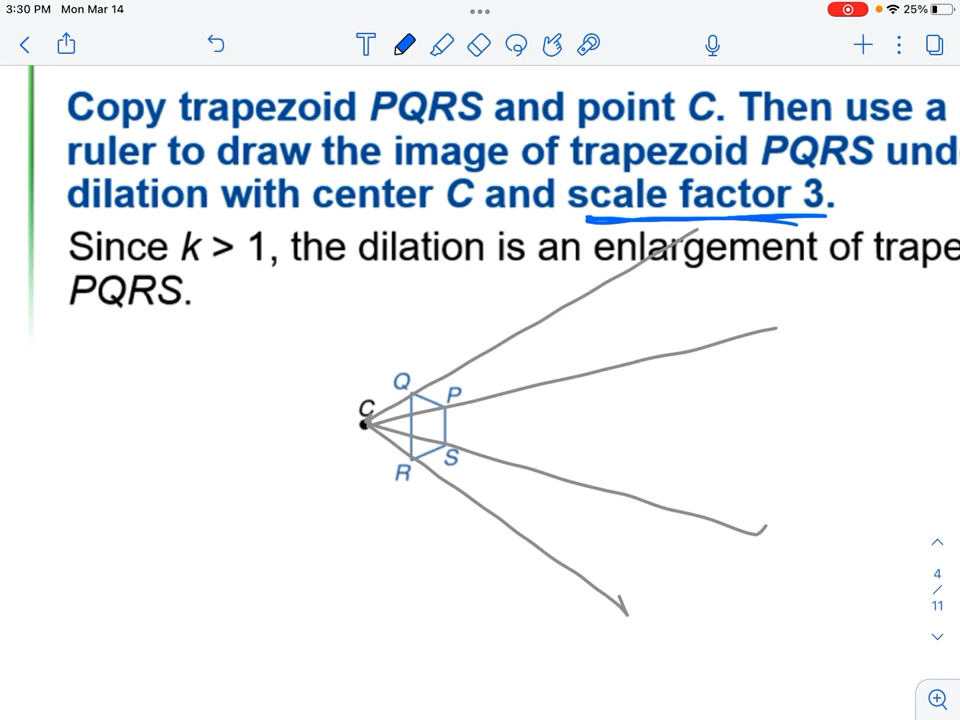 3:30 PM Mon Mar 14
25%
T
Copy trapezoid PQRS and point C. Then use a
ruler to draw the image of trapezoid PQRS und
dilation with center C and scale factor 3.
Since k > 1, the dilation is an enlargement of trape
PQRS.
Q
P
C
S
R
4
/
11